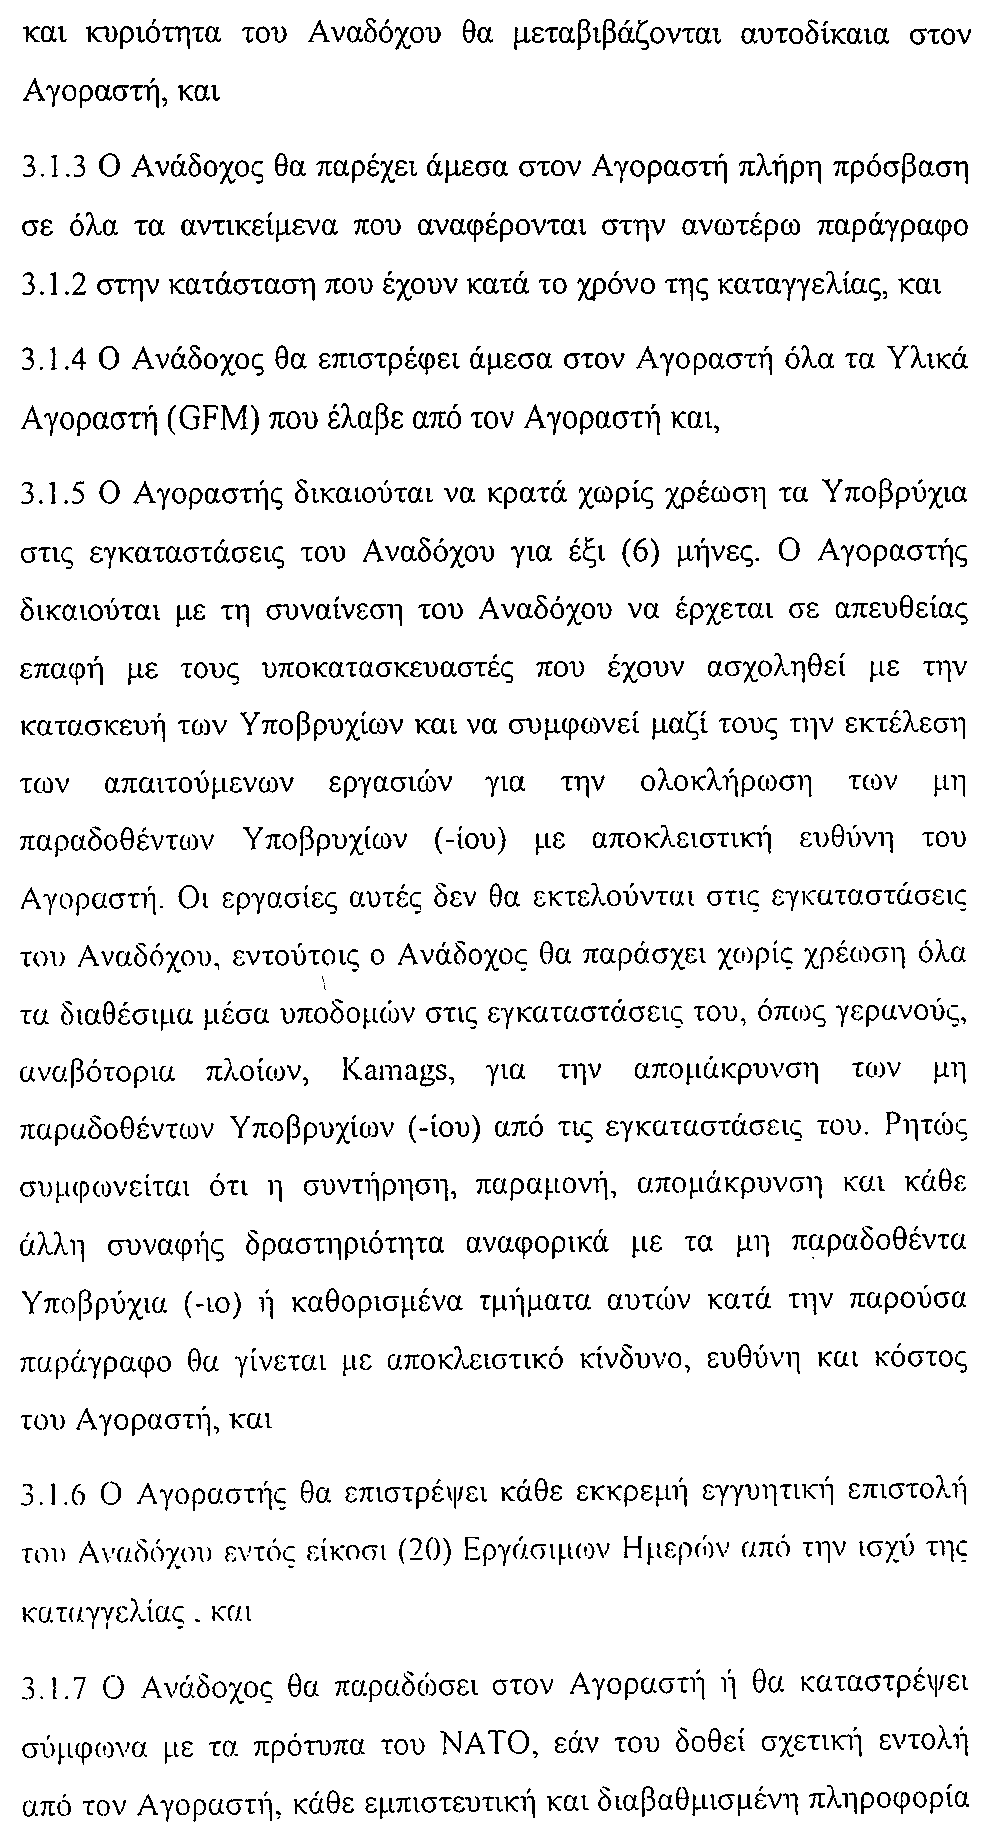 και κυριότητα του Αναδόχου θα μεταβιβάζονται αυτοδίκαια στον
Αγοραστή, και
3.1.3 Ο Ανάδοχος θα παρέχει άμεσα στον Αγοραστή πλήρη πρόσβαση
σε όλα τα αντικείμενα που αναφέρονται στην ανωτέρω παράγραφο
3.1.2 στην κατάσταση που έχουν κατά το χρόνο της καταγγελίας, και
3.1.4 Ο Ανάδοχος θα επιστρέφει άμεσα στον Αγοραστή όλα τα Υλικά
Αγοραστή (GFM) που έλαβε από τον Αγοραστή και,
3.1.5 Ο Αγοραστής δικαιούται να κρατά χωρίς χρέωση τα Υποβρύχια
στις εγκαταστάσεις του Αναδόχου για έξι (6) μήνες. Ο Αγοραστής
δικαιούται με τη συναίνεση του Αναδόχου να έρχεται σε απευθείας
επαφή με τους υποκατασκευαστές που έχουν ασχοληθεί με την
κατασκευή των Υποβρυχίων και να συμφωνεί μαζί τους την εκτέλεση
των απαιτούμενων εργασιών για την ολοκλήρωση των μη
παραδοθέντων Υποβρυχίων (-ίου) με αποκλειστική ευθύνη του
Αγοραστή. Οι εργασίες αυτές δεν θα εκτελούνται στις εγκαταστάσεις
του Αναδόχου, εντούτοις ο Ανάδοχος θα παράσχει χωρίς χρέωση όλα
τα διαθέσιμα μέσα υποδομών στις εγκαταστάσεις του, όπως γερανούς,
αναβότορια πλοίων, Kamags, για την απομάκρυνση των μη
παραδοθέντων Υποβρυχίων (-ίου) από τις εγκαταστάσεις του. Ρητώς
συμφωνείται ότι η συντήρηση, παραμονή, απομάκρυνση και κάθε
άλλη συναφής δραστηριότητα αναφορικά με τα μη παραδοθέντα
Υποβρύχια (-ιο) ή καθορισμένα τμήματα αυτών κατά την παρούσα
παράγραφο θα γίνεται με αποκλειστικό κίνδυνο, ευθύνη και κόστος
του Αγοραστή, και
3.1.6 Ο Αγοραστής θα επιστρέψει κάθε εκκρεμή εγγυητική επιστολή
του Αναδόχου εντός είκοσι (20) Εργάσιμων Ημερών από την ισχύ της
καταγγελίας . και
3.1.7 Ο Ανάδοχος θα παραδώσει στον Αγοραστή ή θα καταστρέψει
σύμφωνα με τα πρότυπα του ΝΑΤΟ, εάν του δοθεί σχετική εντολή
από τον Αγοραστή, κάθε εμπιστευτική και διαβαθμισμένη πληροφορία